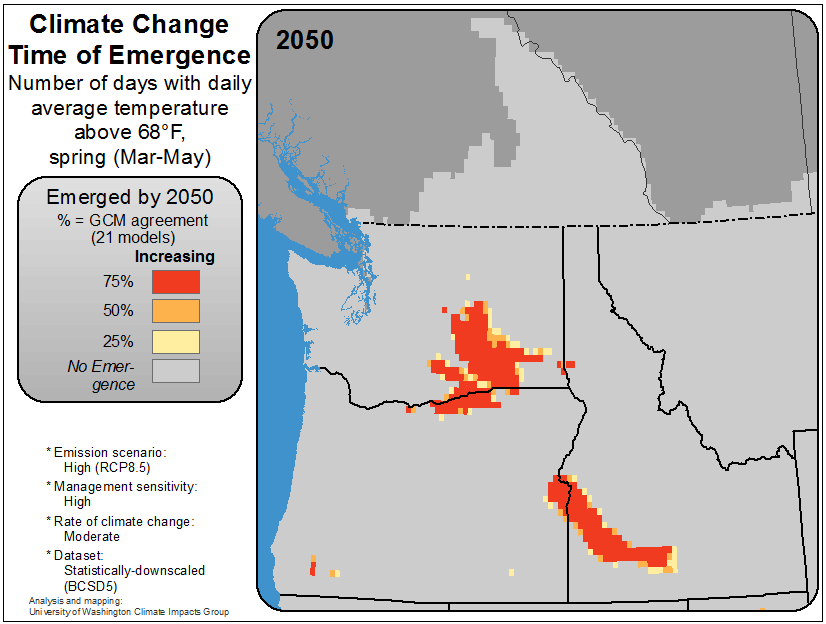 Climate Change
Time of Emergence
Number of days with daily
average temperature
above 68°F,
spring (Mar-May)
Emerged by 2050
% = GCM agreement
(21 models)
Increasing
75%
50%
25%
No Emer-
gence
* Emission scenario:
High (RCP8.5)
* Management sensitivity:
High
* Rate of climate change:
Moderate
* Dataset:
Statistically-downscaled
(BCSD5)
Analysis and mapping:
University of Washington Climate Impacts Group
2050